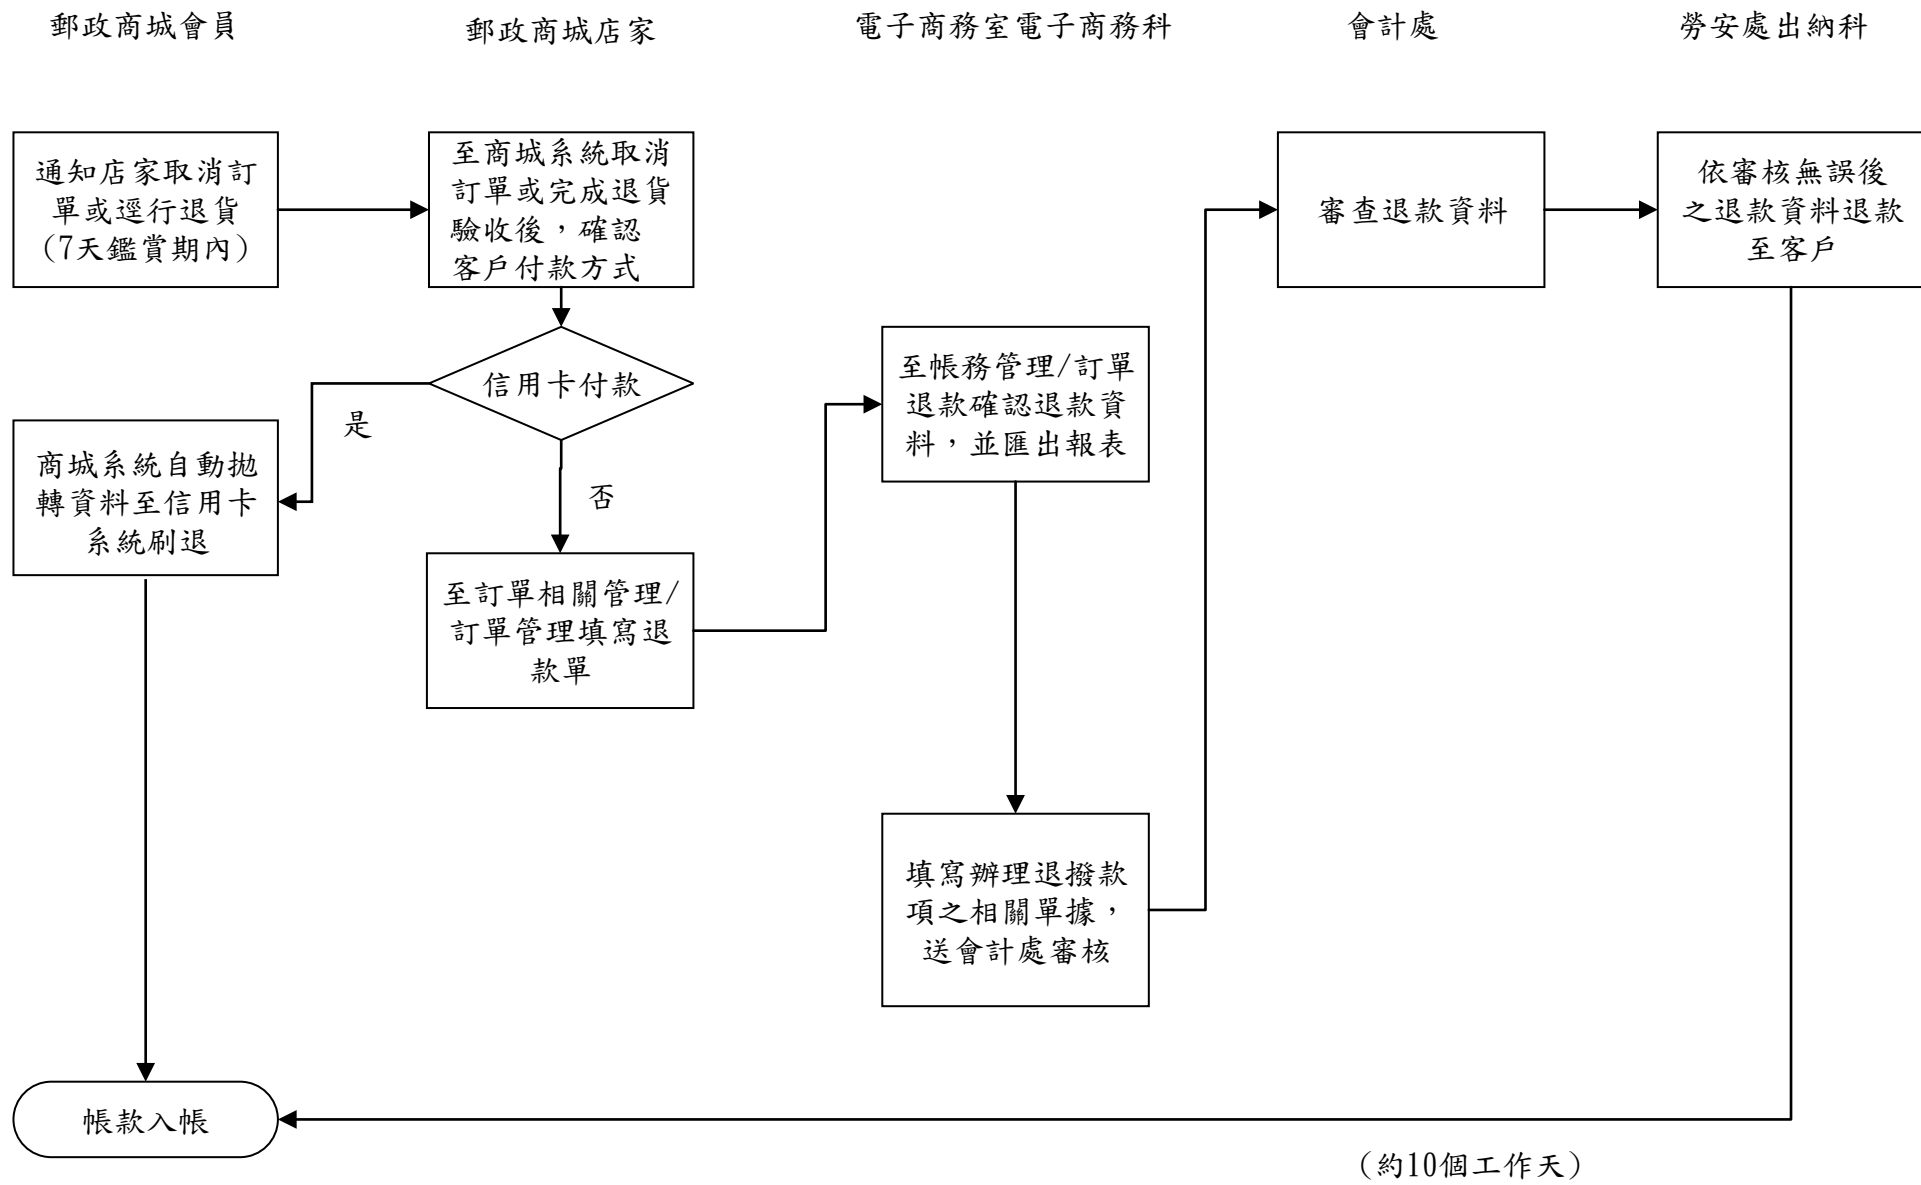 郵政商城會員
郵政商城店家
電子商務室電子商務科
會計處
勞安處出納科
通知店家取消訂
單或逕行退貨
(7天鑑賞期內)
至商城系統取消
訂單或完成退貨
驗收後，確認
客戶付款方式
審查退款資料
依審核無誤後
之退款資料退款
至客戶
信用卡付款
是
否
至帳務管理/訂單
退款確認退款資
料，並匯出報表
商城系統自動拋
轉資料至信用卡
系統刷退
至訂單相關管理/
訂單管理填寫退
款單
填寫辦理退撥款
項之相關單據，
送會計處審核
帳款入帳
(約10個工作天)